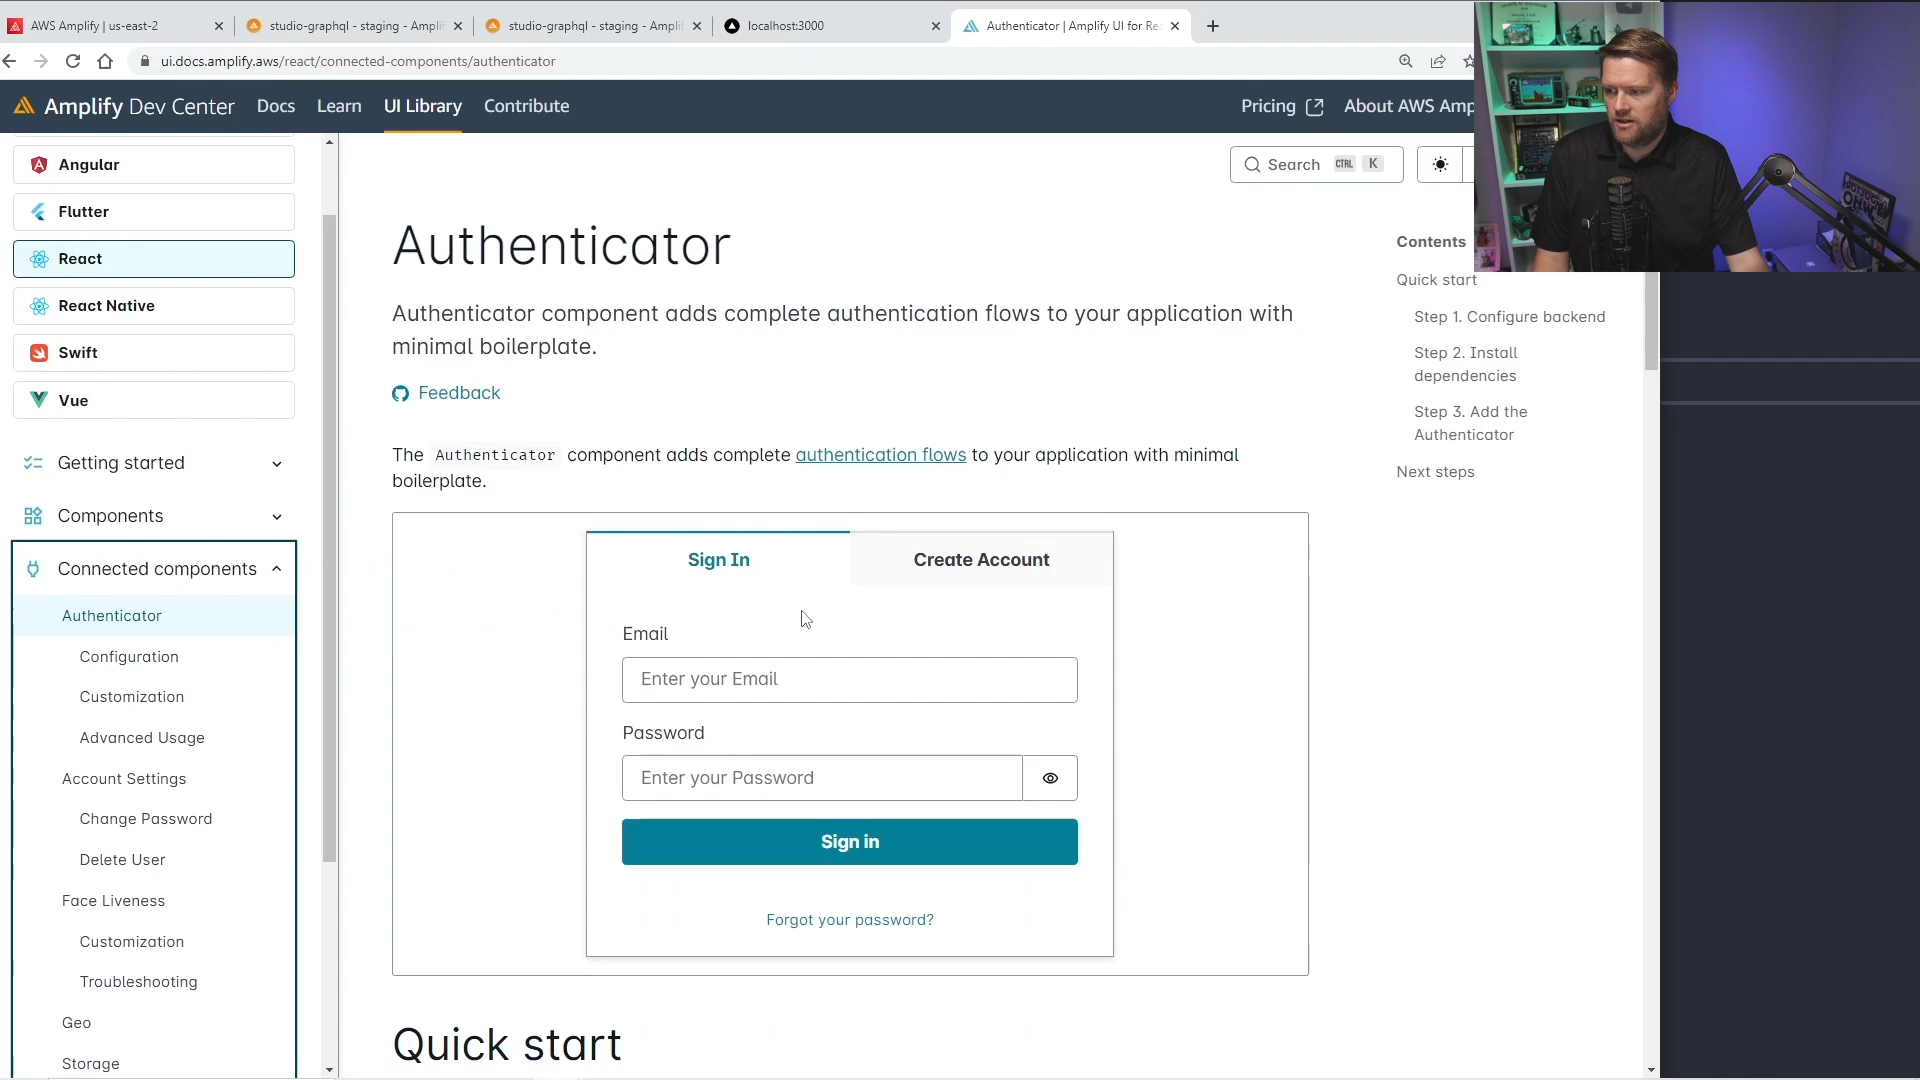 AWS Amplify | us-east-2
studio-graphql - staging - Amplif
studio-graphql - staging - Amplif
localhost:3000
Authenticator | Amplify UI for Re
ui.docs.amplify.aws/react/connected-components/authenticator
Amplify Dev Center
Docs
Learn
UI Library
Contribute
Pricing
About AWS Amp
Search CTRL K
Angular
Flutter
React
React Native
Swift
Vue
Getting started
Components
Connected components
Authenticator
Configuration
Customization
Advanced Usage
Account Settings
Change Password
Delete User
Face Liveness
Customization
Troubleshooting
Geo
Storage
Authenticator
Authenticator component adds complete authentication flows to your application with
minimal boilerplate.
Feedback
The Authenticator component adds complete authentication flows to your application with minimal
boilerplate.
Sign In
Create Account
Email
Enter your Email
Password
Enter your Password
Sign in
Forgot your password?
Quick start
Contents
Quick start
Step 1. Configure backend
Step 2. Install
dependencies
Step 3. Add the
Authenticator
Next steps